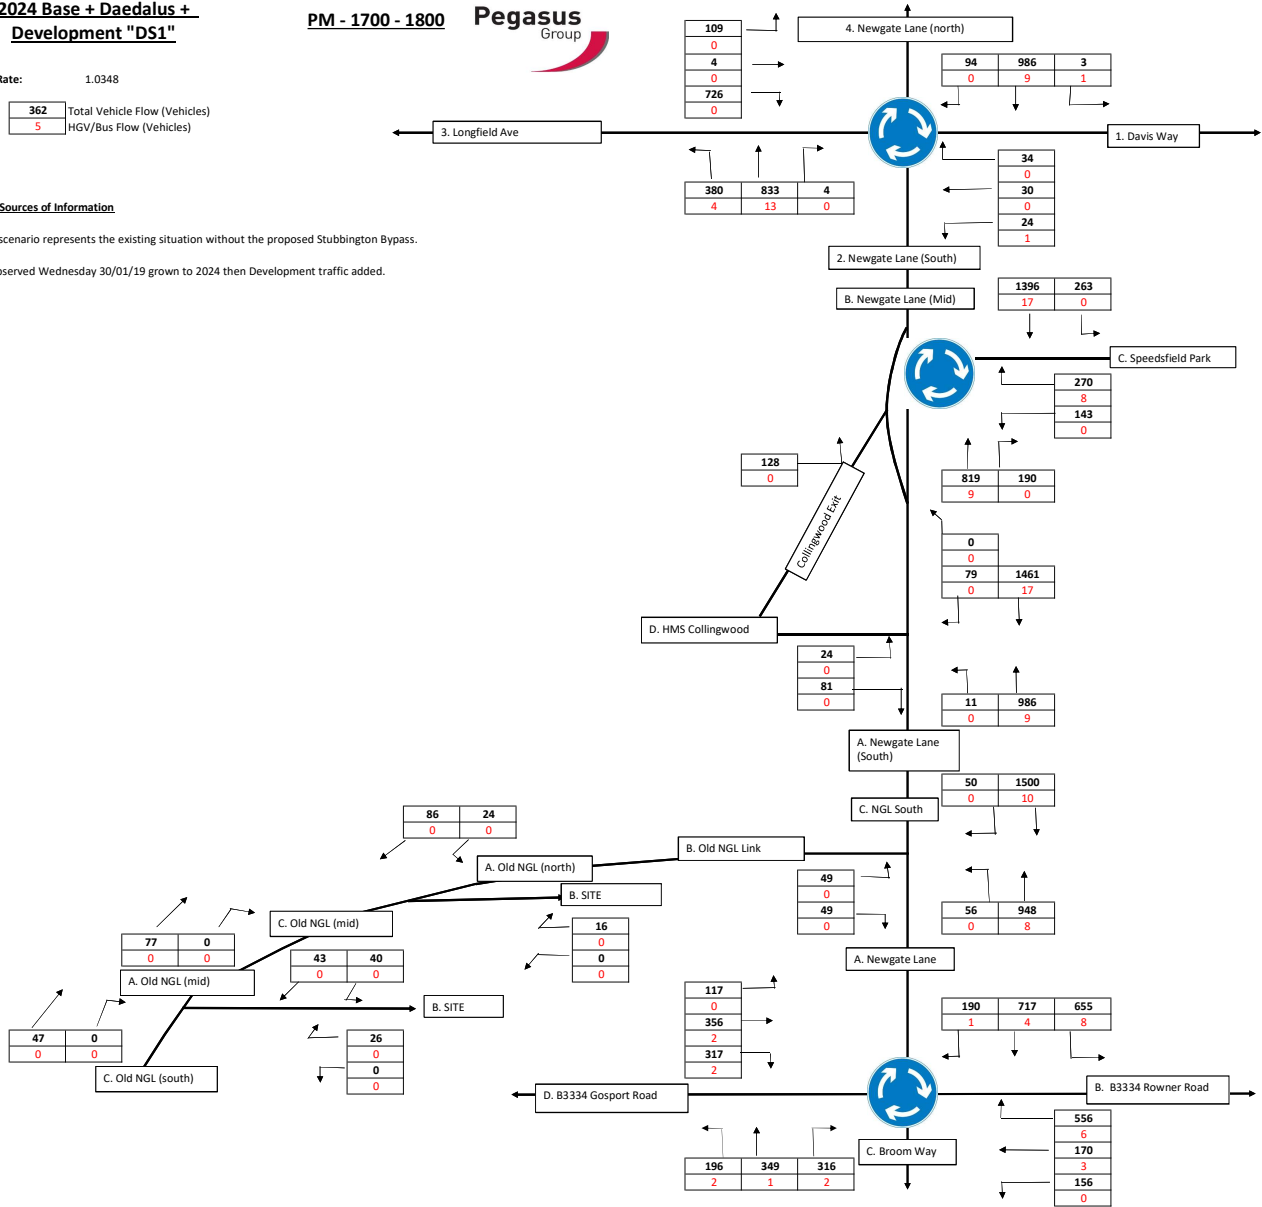 2024 Base + Daedalus +
Development "DS1"
PM - 1700 - 1800
Pegasus
Group
Rate: 1.0348
362 Total Vehicle Flow (Vehicles)
5 HGV/Bus Flow (Vehicles)
Sources of Information
scenario represents the existing situation without the proposed Stubbington Bypass.
bserved Wednesday 30/01/19 grown to 2024 then Development traffic added.
109
0
4
0
726
0
4. Newgate Lane (north)
94 986 3
0 9 1
3. Longfield Ave
1. Davis Way
380 833 4
4 13 0
34
0
30
0
24
1
2. Newgate Lane (South)
B. Newgate Lane (Mid)
1396 263
17 0
C. Speedsfield Park
270
8
143
0
128
0
819 190
9 0
Collingwood Exit
0
0
79 1461
0 17
D. HMS Collingwood
24
0
81
0
11 986
0 9
A. Newgate Lane
(South)
50 1500
0 10
C. NGL South
86 24
0 0
B. Old NGL Link
A. Old NGL (north)
B. SITE
49
0
49
0
56 948
0 8
C. Old NGL (mid)
16
0
0
0
77 0
0 0
43 40
0 0
A. Old NGL (mid)
A. Newgate Lane
B. SITE
117
0
356
2
317
2
190 717 655
1 4 8
47 0
0 0
26
0
0
0
C. Old NGL (south)
D. B3334 Gosport Road
B. B3334 Rowner Road
C. Broom Way
196 349 316
2 1 2
556
6
170
3
156
0